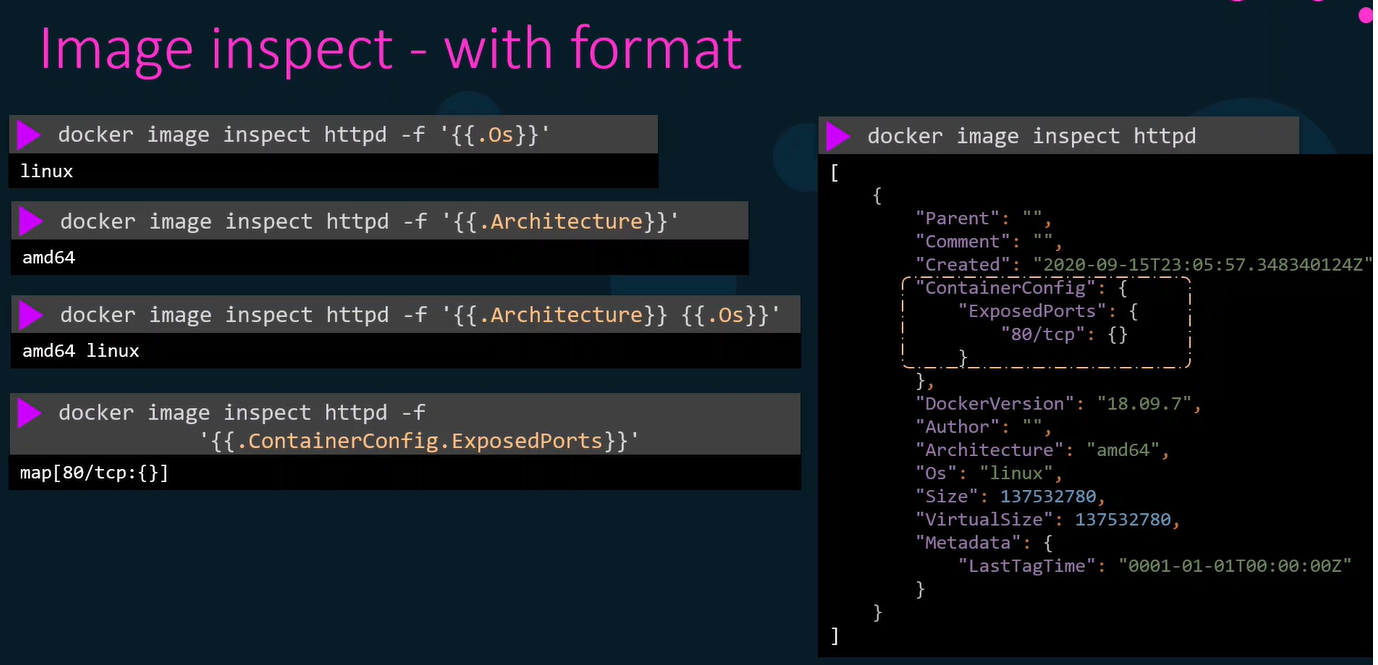 Image inspect - with format
docker image inspect httpd -f '{{.Os}}'
linux
docker image inspect httpd -f '{{.Architecture}}'
amd64
docker image inspect httpd -f '{{.Architecture}} {{.Os}}'
amd64 linux
docker image inspect httpd -f
'{{.ContainerConfig.ExposedPorts}}'
map[80/tcp:{}]
docker image inspect httpd
[
{
"Parent": "",
"Comment": "",
"Created": "2020-09-15T23:05:57.348340124Z"
"ContainerConfig": {
"ExposedPorts": {
"80/tcp": {}
}
},
"DockerVersion": "18.09.7",
"Author": "",
"Architecture": "amd64",
"Os": "linux",
"Size": 137532780,
"VirtualSize": 137532780,
"Metadata": {
"LastTagTime": "0001-01-01T00:00:00Z"
}
}
]